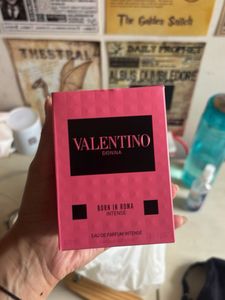 THESTRAL
The Golden Snitch
DAILY PROPHET
ALBUS DUMBLEDORE
VALENTINO
DONNA
BORN IN ROMA
INTENSE
EAU DE PARFUM INTENSE